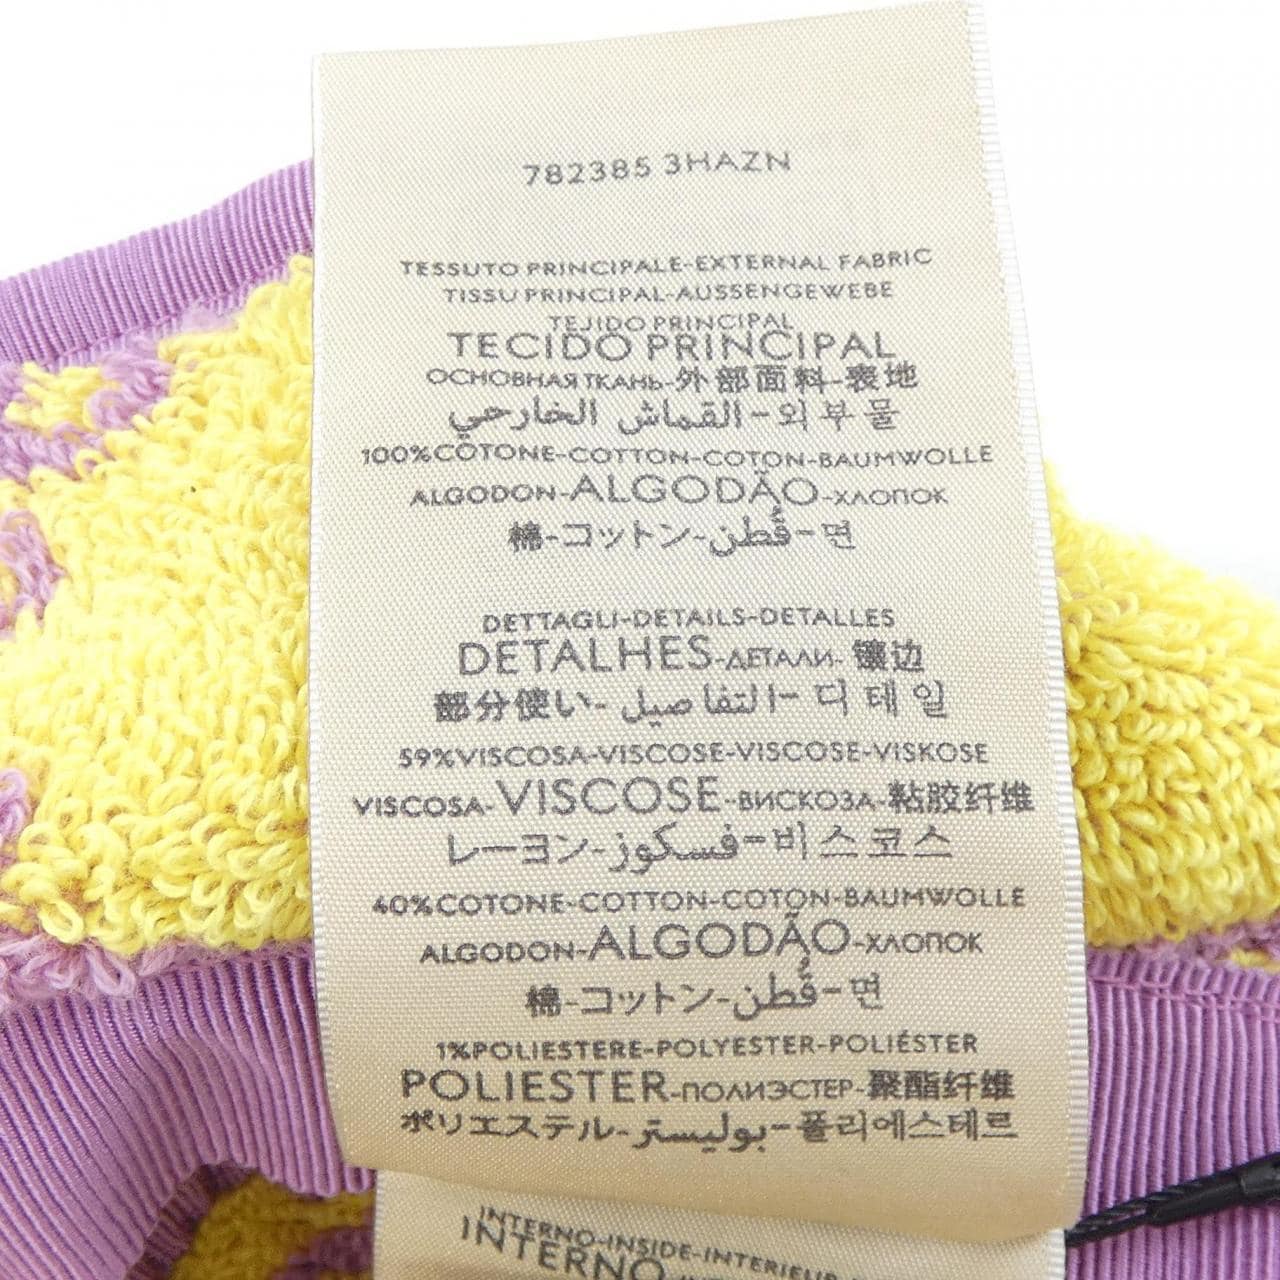 782385 3HAZN
TESSUTO PRINCIPALE-EXTERNAL FABRIC
TISSU PRINCIPAL-AUSSENGEWEBE
TEJIDO PRINCIPAL
TECIDO PRINCIPAL
ОСНОВНАЯ ТКАНЬ-外部面料-表地
القماش الخارجي-외부물
100%COTONE-COTTON-COTON-BAUMWOLLE
ALGODON-ALGODÃO-ХЛОПОК
棉-コットン-قُطن-면
DETTAGLI-DETAILS-DETALLES
DETALHES-ДЕТАЛИ-镶边
部分使い-التفاصيل-디테일
59%VISCOSA-VISCOSE-VISCOSE-VISKOSE
VISCOSA-VISCOSE-ВИСКОЗА-粘胶纤维
レーヨン-فسكوز-비스코스
40%COTONE-COTTON-COTON-BAUMWOLLE
ALGODON-ALGODÃO-ХЛОПОК
棉-コットン-قُطن-면
1%POLIESTERE-POLYESTER-POLIÉSTER
POLIESTER-ПОЛИЭСТЕР-聚酯纤维
ポリエステル-بوليستر-폴리에스테르
INTERNO-INSIDE-INTERIEUR
INTERNO